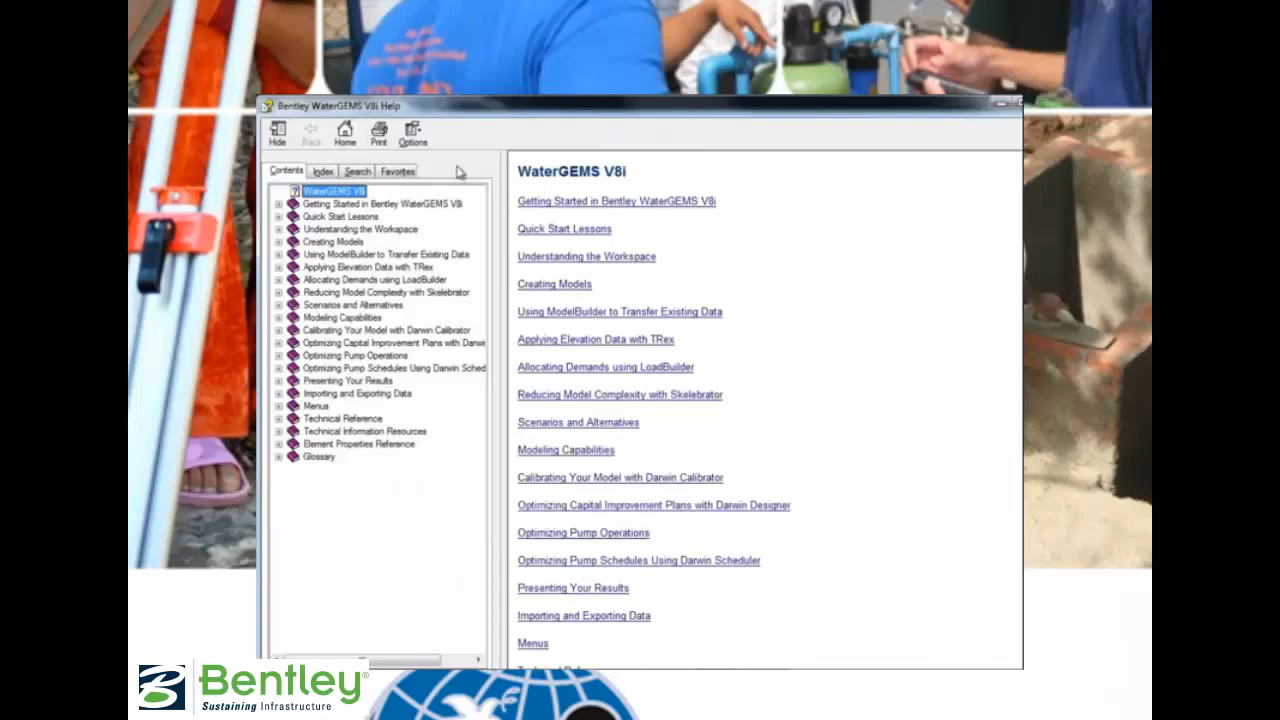 Bentley WaterGEMS V8i Help
Hide Back Home Print Options
Contents Index Search Favorites
WaterGEMS V8i
Getting Started in Bentley WaterGEMS V8i
Quick Start Lessons
Understanding the Workspace
Creating Models
Using ModelBuilder to Transfer Existing Data
Applying Elevation Data with TRex
Allocating Demands using LoadBuilder
Reducing Model Complexity with Skelebrator
Scenarios and Alternatives
Modeling Capabilities
Calibrating Your Model with Darwin Calibrator
Optimizing Capital Improvement Plans with Darwin
Optimizing Pump Operations
Optimizing Pump Schedules Using Darwin Sched
Presenting Your Results
Importing and Exporting Data
Menus
Technical Reference
Technical Information Resources
Element Properties Reference
Glossary
WaterGEMS V8i
Getting Started in Bentley WaterGEMS V8i
Quick Start Lessons
Understanding the Workspace
Creating Models
Using ModelBuilder to Transfer Existing Data
Applying Elevation Data with TRex
Allocating Demands using LoadBuilder
Reducing Model Complexity with Skelebrator
Scenarios and Alternatives
Modeling Capabilities
Calibrating Your Model with Darwin Calibrator
Optimizing Capital Improvement Plans with Darwin Designer
Optimizing Pump Operations
Optimizing Pump Schedules Using Darwin Scheduler
Presenting Your Results
Importing and Exporting Data
Menus
Bentley®
Sustaining Infrastructure